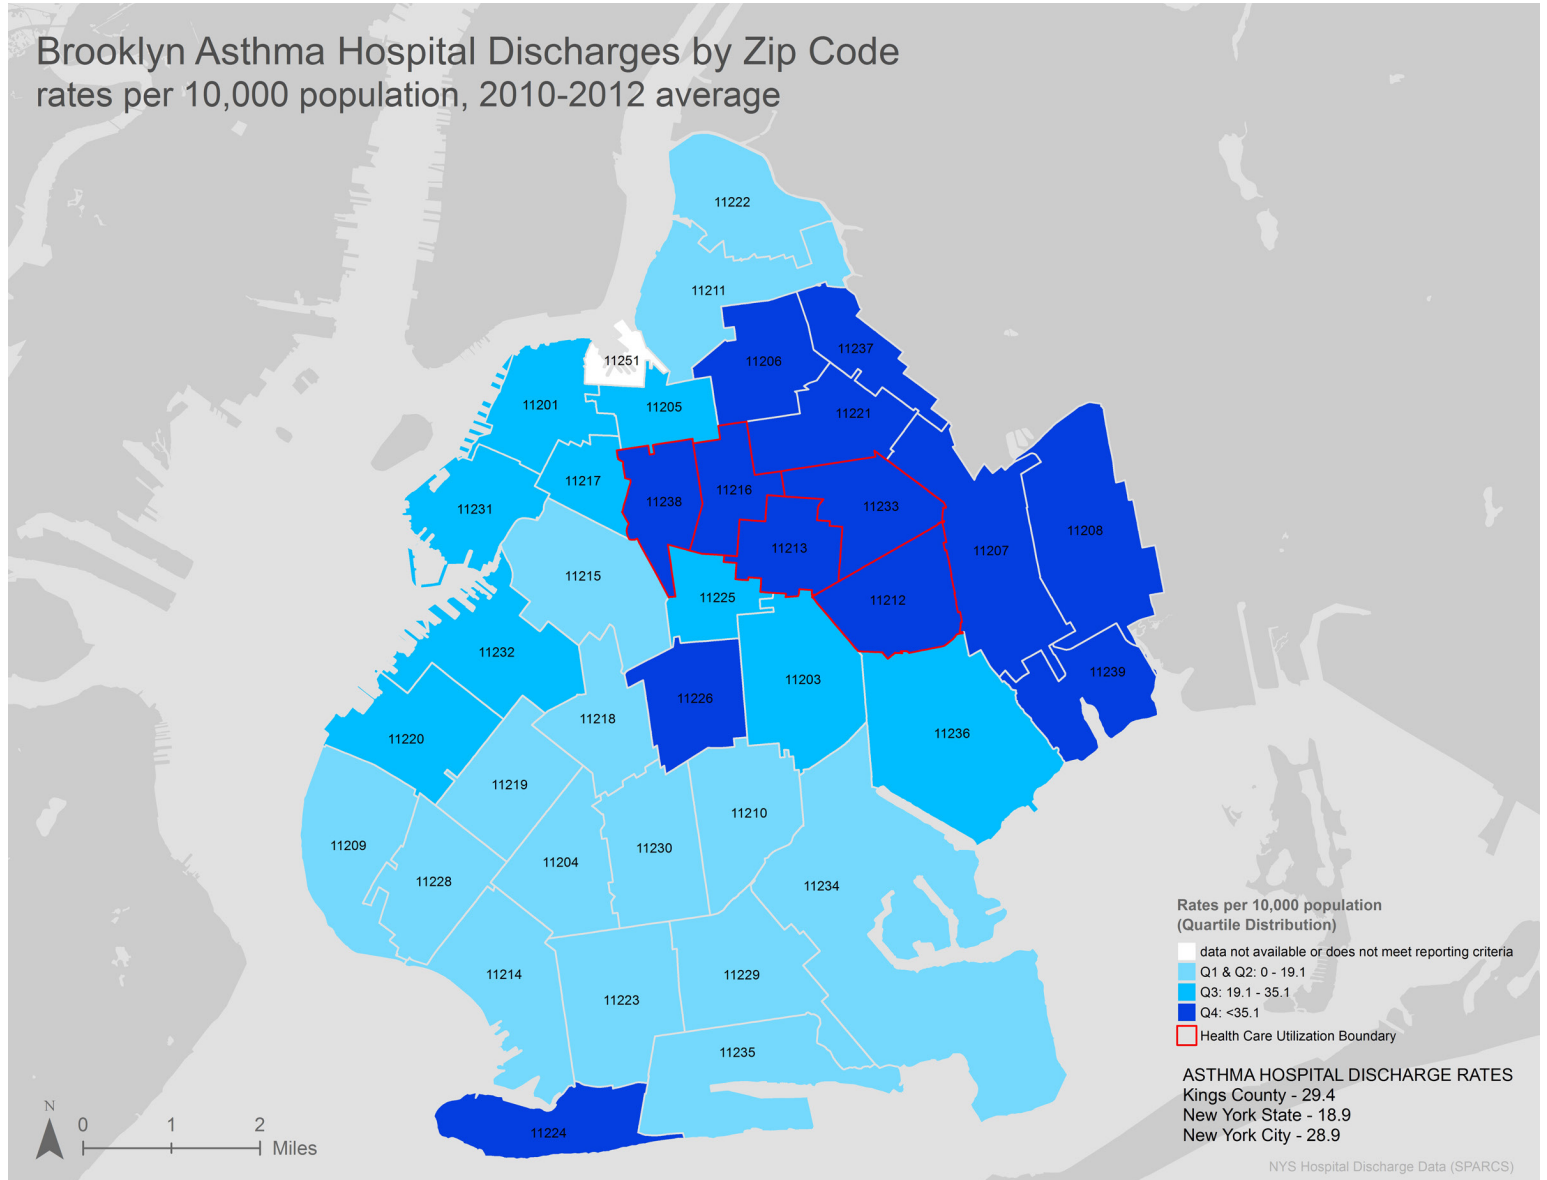 Brooklyn Asthma Hospital Discharges by Zip Code
rates per 10,000 population, 2010-2012 average
11222
11211
11237
11251
11206
11201
11205
11221
11217
11216
11238
11231
11233
11208
11213
11207
11215
11225
11212
11232
11239
11203
11226
11218
11236
11220
11219
11210
11209
11230
11204
11228
11234
11214
11229
11223
11235
11224
Rates per 10,000 population
(Quartile Distribution)
data not available or does not meet reporting criteria
Q1 & Q2: 0 - 19.1
Q3: 19.1 - 35.1
Q4: <35.1
Health Care Utilization Boundary
ASTHMA HOSPITAL DISCHARGE RATES
Kings County - 29.4
New York State - 18.9
New York City - 28.9
N
0 1 2
Miles
NYS Hospital Discharge Data (SPARCS)